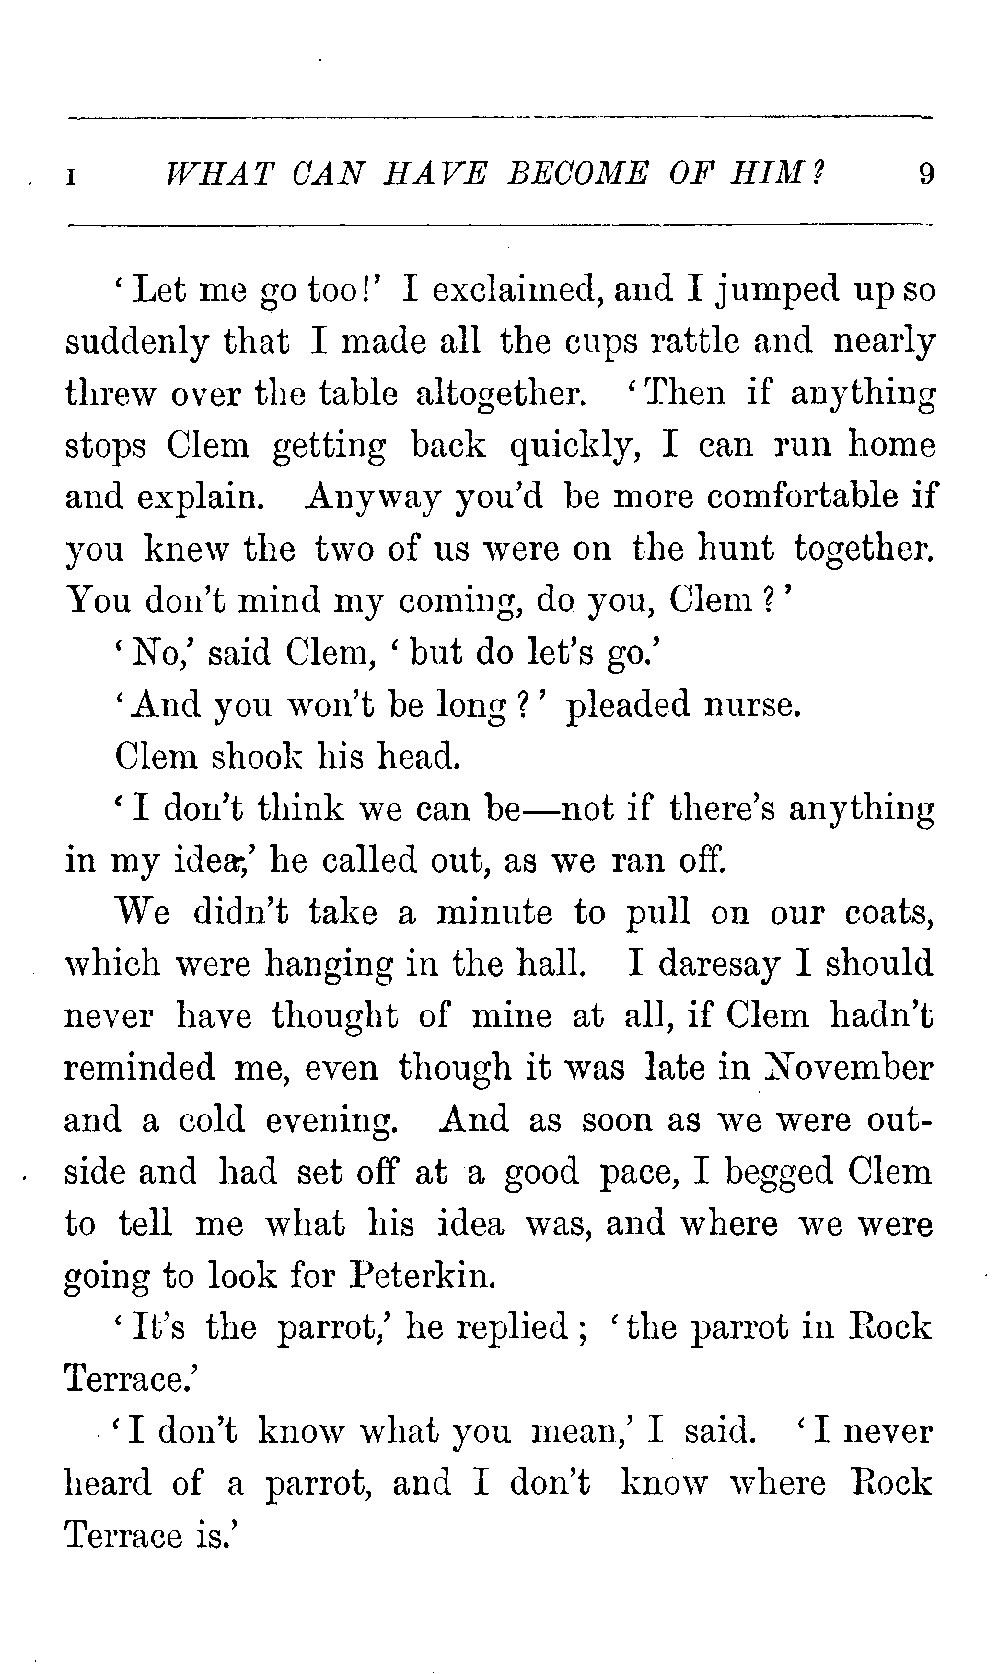 I WHAT CAN HAVE BECOME OF HIM? 9
‘Let me go too!’ I exclaimed, and I jumped up so
suddenly that I made all the cups rattle and nearly
threw over the table altogether. ‘Then if anything
stops Clem getting back quickly, I can run home
and explain. Anyway you’d be more comfortable if
you knew the two of us were on the hunt together.
You don’t mind my coming, do you, Clem?’
‘No,’ said Clem, ‘but do let’s go.’
‘And you won’t be long?’ pleaded nurse.
Clem shook his head.
‘I don’t think we can be—not if there’s anything
in my idea,’ he called out, as we ran off.
We didn’t take a minute to pull on our coats,
which were hanging in the hall. I daresay I should
never have thought of mine at all, if Clem hadn’t
reminded me, even though it was late in November
and a cold evening. And as soon as we were out-
side and had set off at a good pace, I begged Clem
to tell me what his idea was, and where we were
going to look for Peterkin.
‘It’s the parrot,’ he replied; ‘the parrot in Rock
Terrace.’
‘I don’t know what you mean,’ I said. ‘I never
heard of a parrot, and I don’t know where Rock
Terrace is.’